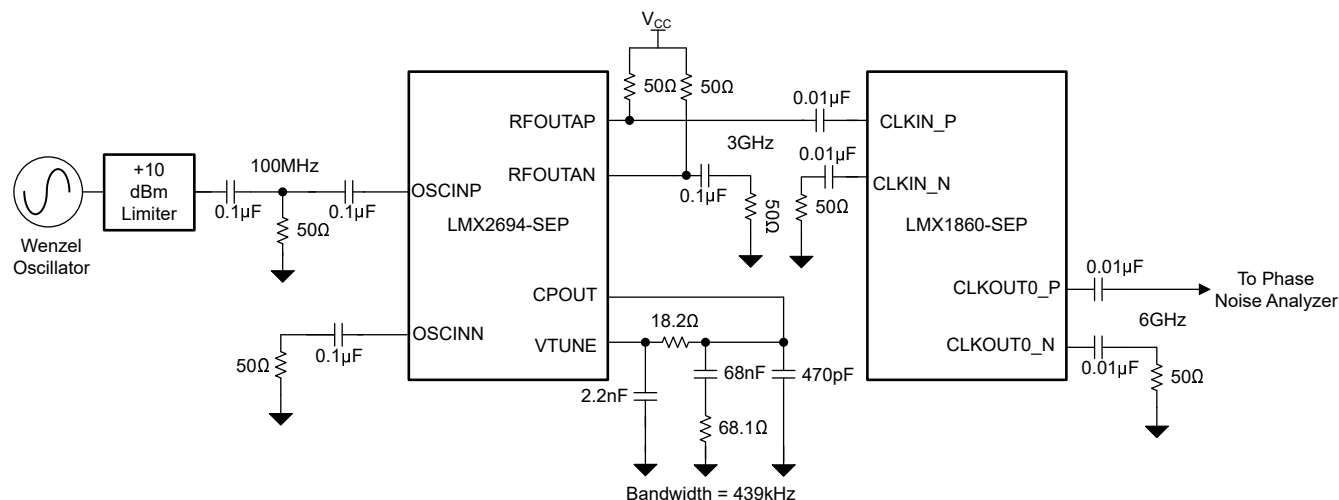 V_CC
50Ω
50Ω
0.01µF
RFOUTAP
CLKIN_P
+10
dBm
Limiter
100MHz
3GHz
0.01µF
RFOUTAN
CLKIN_N
OSCINP
0.1µF
0.1µF
0.1µF
50Ω
50Ω
50Ω
LMX2694-SEP
LMX1860-SEP
Wenzel
Oscillator
CPOUT
0.01µF
CLKOUT0_P
To Phase
Noise Analyzer
OSCINN
18.2Ω
6GHz
VTUNE
CLKOUT0_N
0.1µF
50Ω
68nF
470pF
0.01µF
50Ω
2.2nF
68.1Ω
Bandwidth = 439kHz